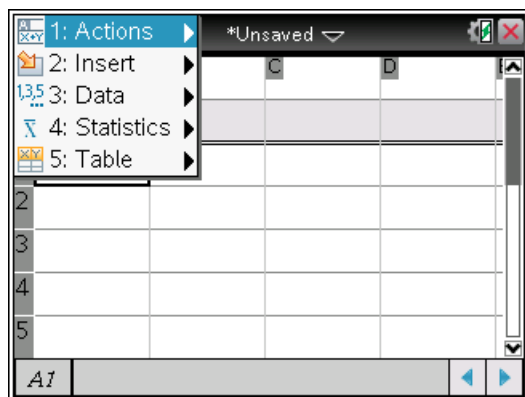 1: Actions
*Unsaved
2: Insert
C D E
3: Data
4: Statistics
5: Table
2
3
4
5
A1